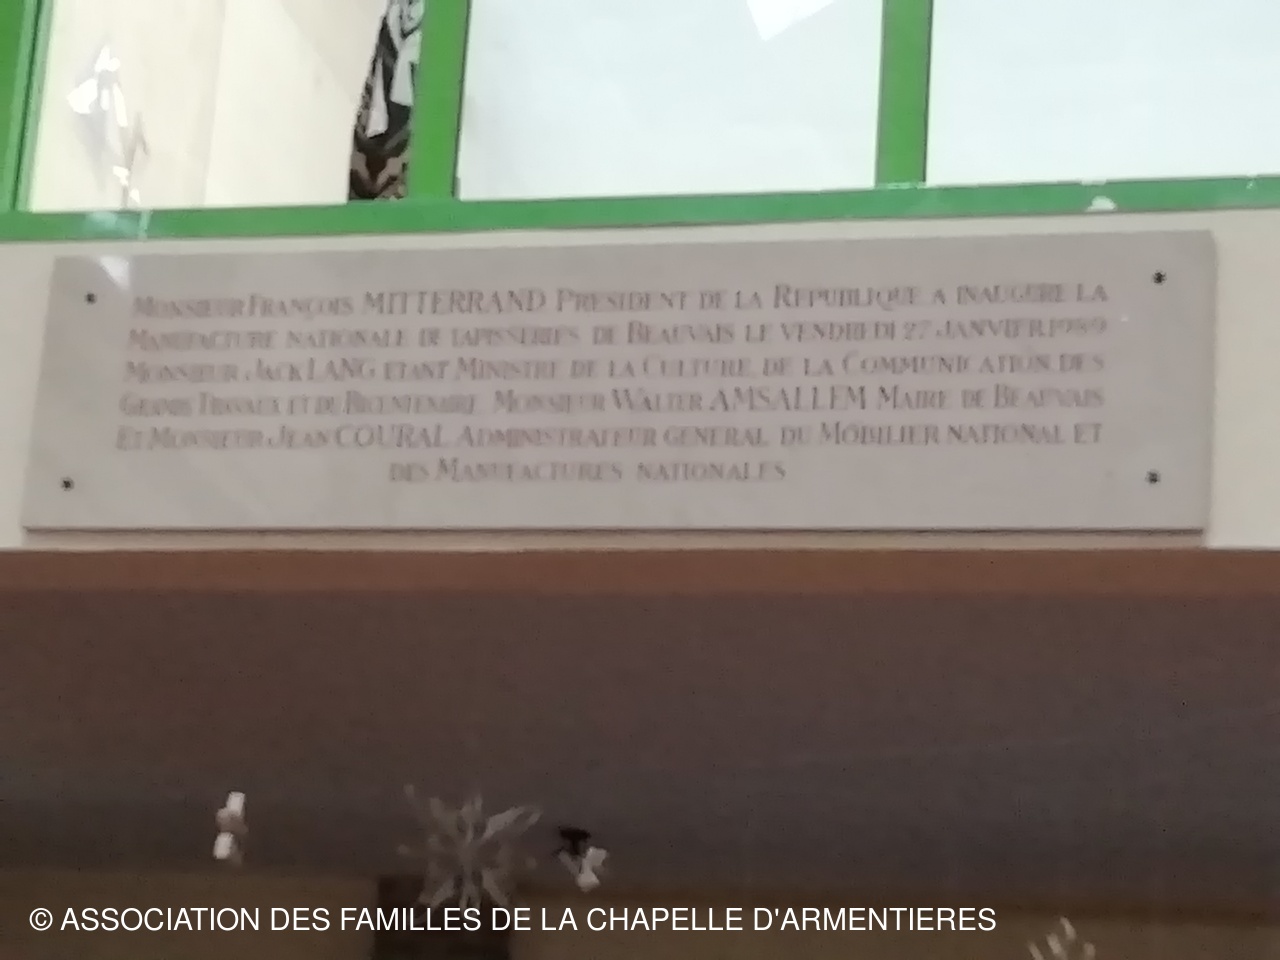 MONSIEUR FRANÇOIS MITTERRAND PRESIDENT DE LA REPUBLIQUE A INAUGURE LA
MANUFACTURE NATIONALE DE TAPISSERIES DE BEAUVAIS LE VENDREDI 27 JANVIER 1989
MONSIEUR JACK LANG ETANT MINISTRE DE LA CULTURE DE LA COMMUNICATION DES
GRANDS TRAVAUX ET DU BICENTENAIRE MONSIEUR WALTER AMSALLEM MAIRE DE BEAUVAIS
ET MONSIEUR JEAN COURAL ADMINISTRATEUR GENERAL DU MOBILIER NATIONAL ET
DES MANUFACTURES NATIONALES
© ASSOCIATION DES FAMILLES DE LA CHAPELLE D'ARMENTIERES